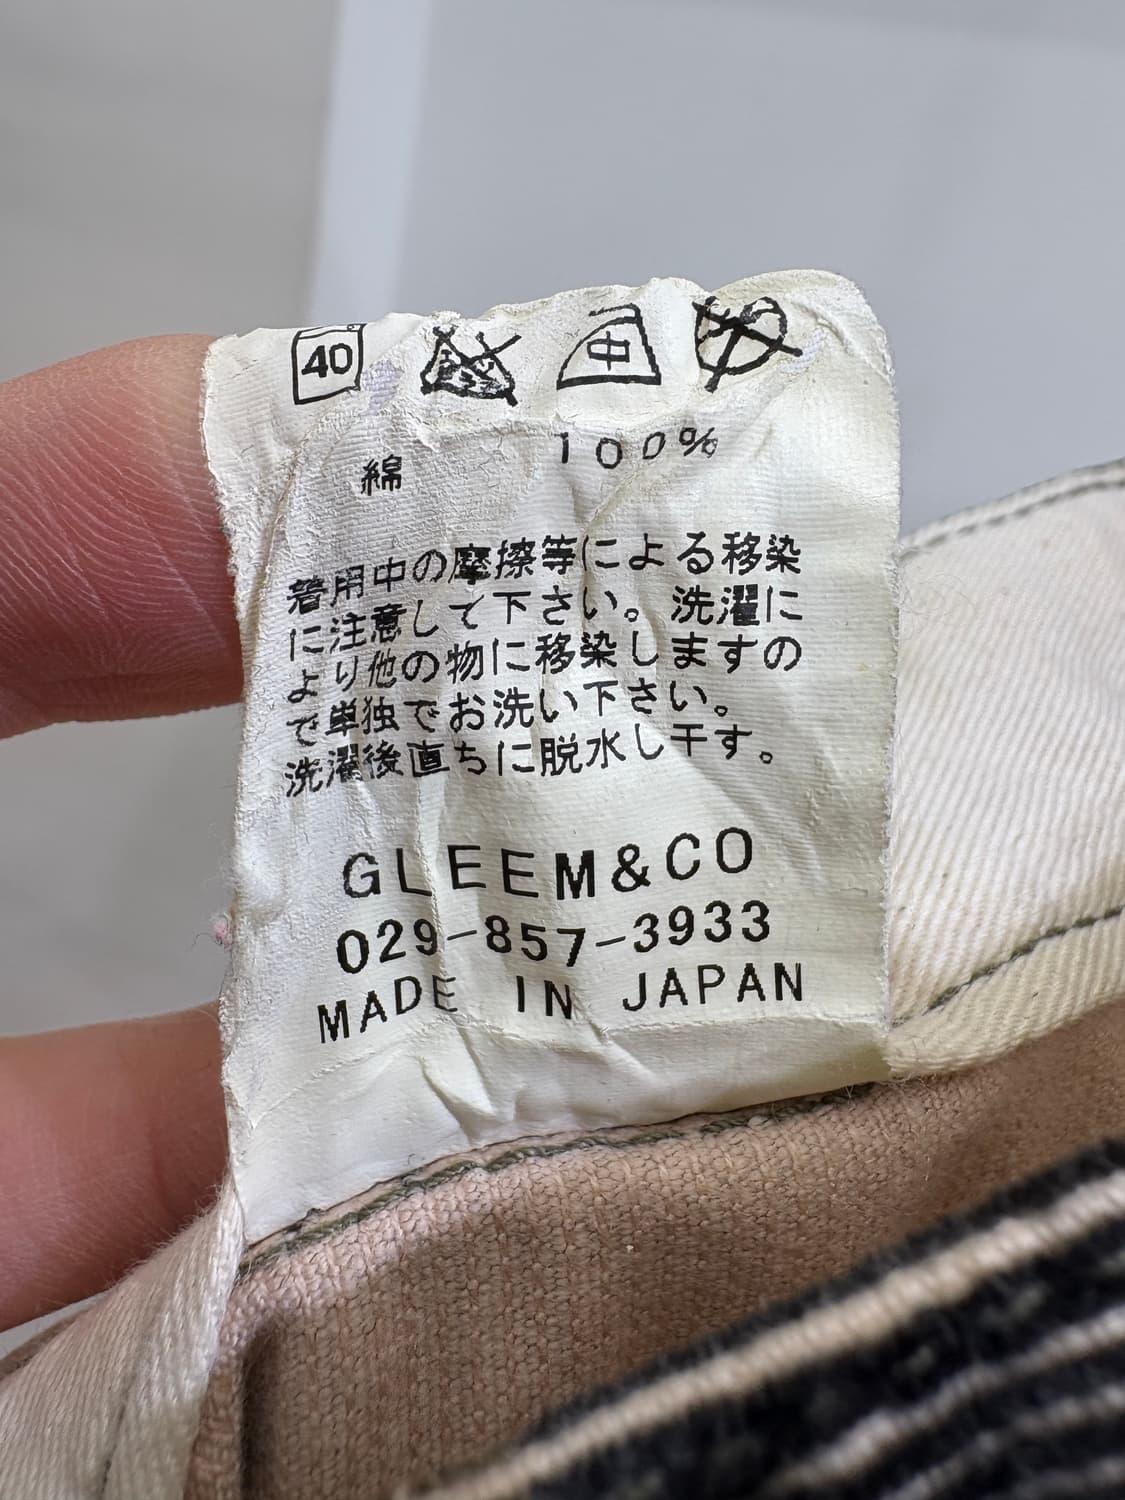 40 中
綿 100%
着用中の摩擦等による移染
に注意して下さい。洗濯に
より他の物に移染しますの
で単独でお洗い下さい。
洗濯後直ちに脱水し干す。
GLEEM&CO
029-857-3933
MADE IN JAPAN